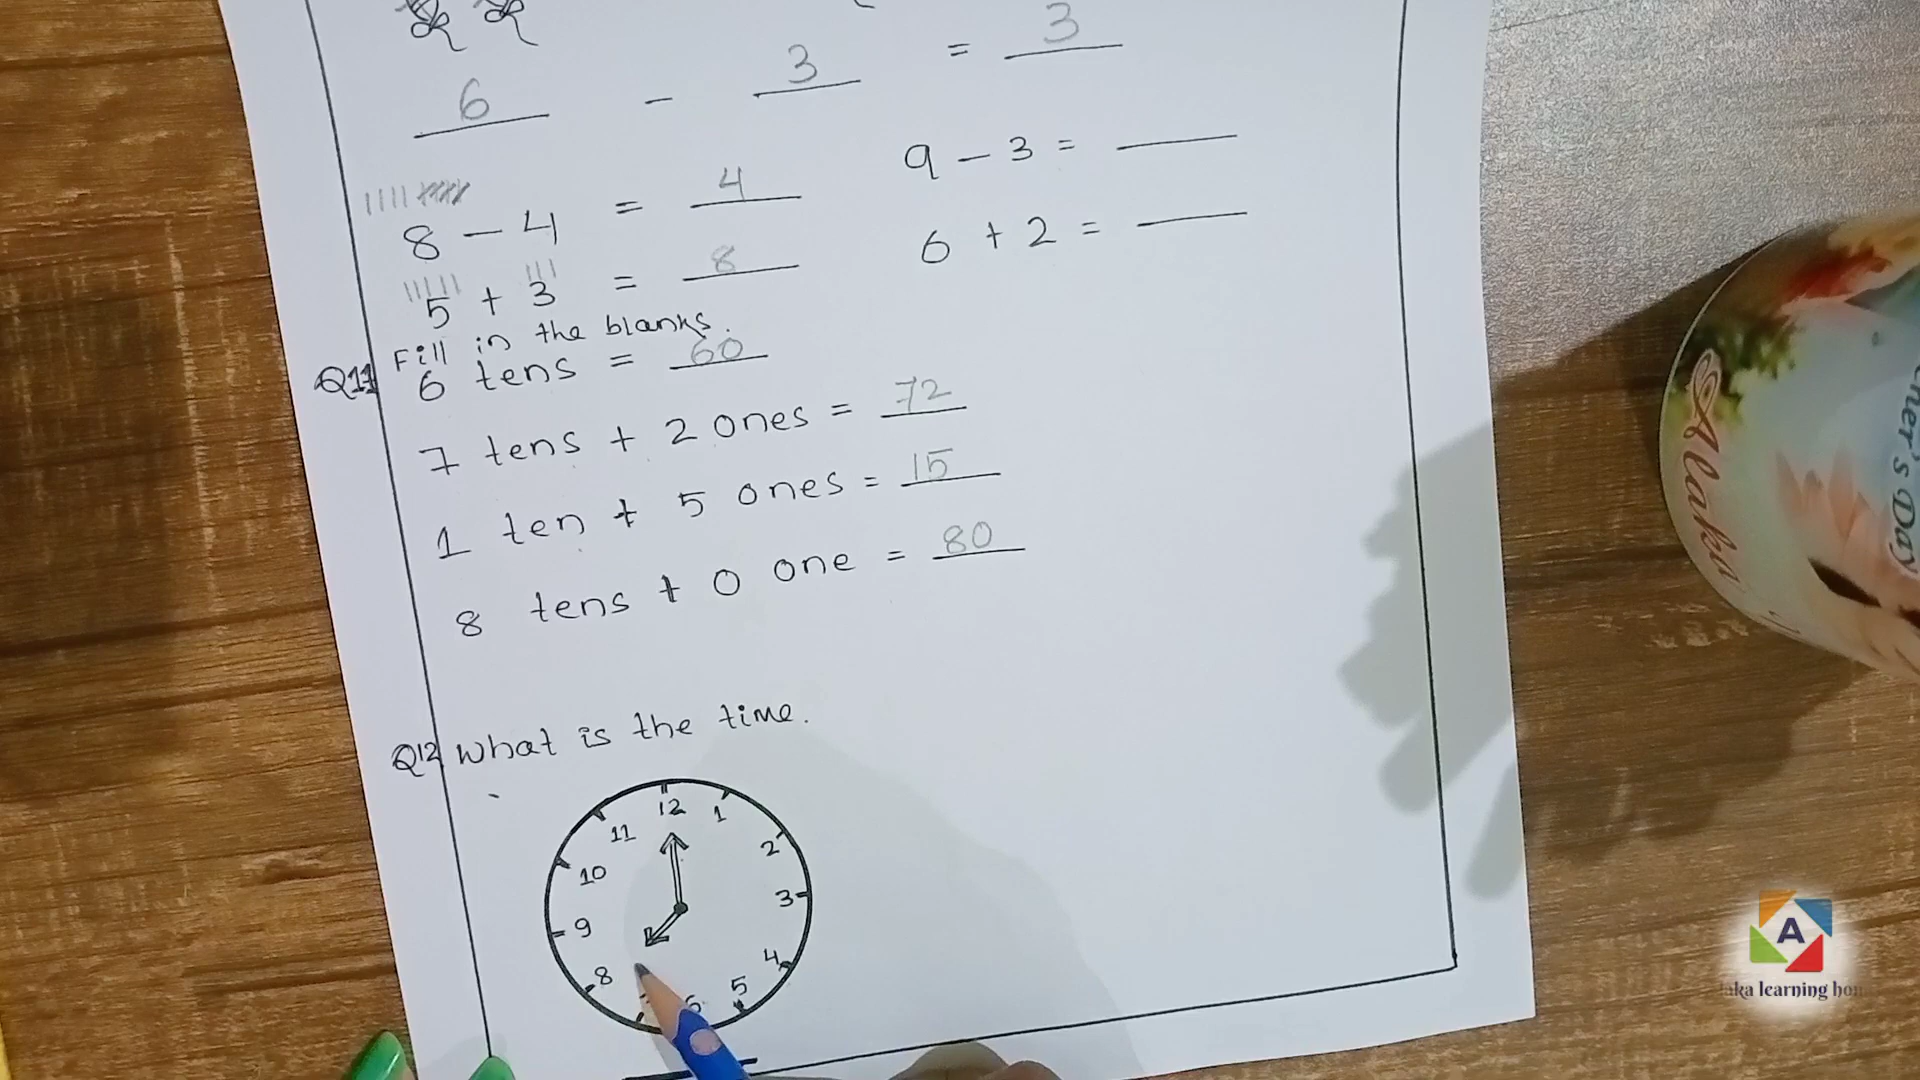 6 - 3 = 3
8 - 4 = 4
9 - 3 =
5 + 3 = 8
6 + 2 =
Q11 Fill in the blanks.
6 tens = 60
7 tens + 2 ones = 72
1 ten + 5 ones = 15
8 tens + 0 one = 80
Q12 What is the time.
12
1
2
3
4
5
6
8
9
10
11
Alaka
A
learning